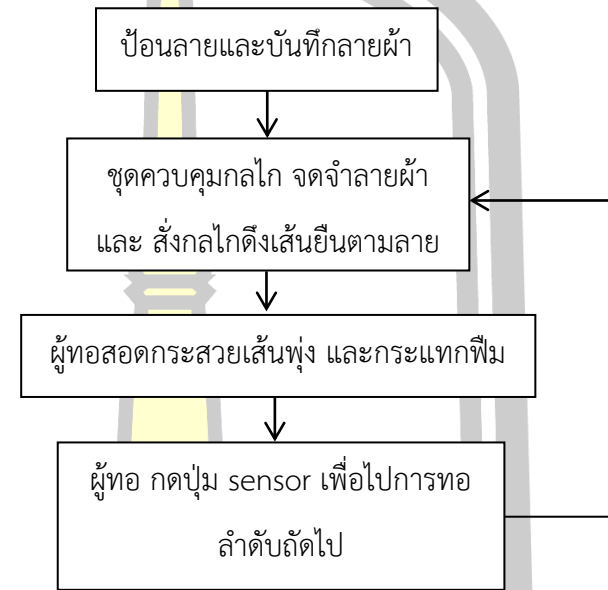 ป้อนลายและบันทึกลายผ้า
ชุดควบคุมกลไก จดจำลายผ้า
และ สั่งกลไกดึงเส้นยืนตามลาย
ผู้ทอสอดกระสวยเส้นพุ่ง และกระแทกฟืม
ผู้ทอ กดปุ่ม sensor เพื่อไปการทอ
ลำดับถัดไป